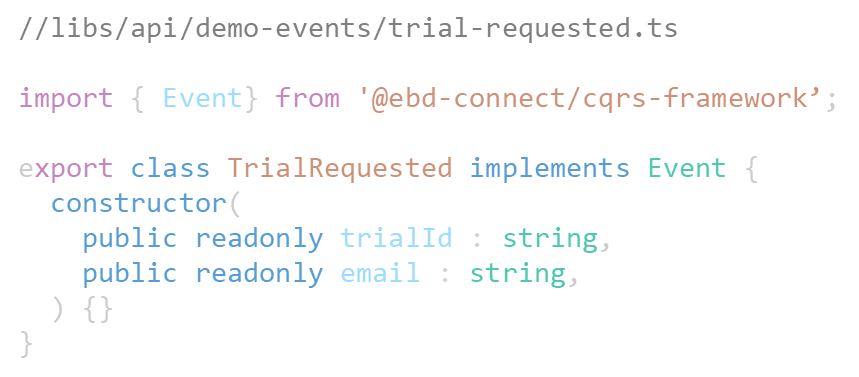 //libs/api/demo-events/trial-requested.ts
import { Event} from '@ebd-connect/cqrs-framework’;
export class TrialRequested implements Event {
constructor(
public readonly trialId : string,
public readonly email : string,
) {}
}